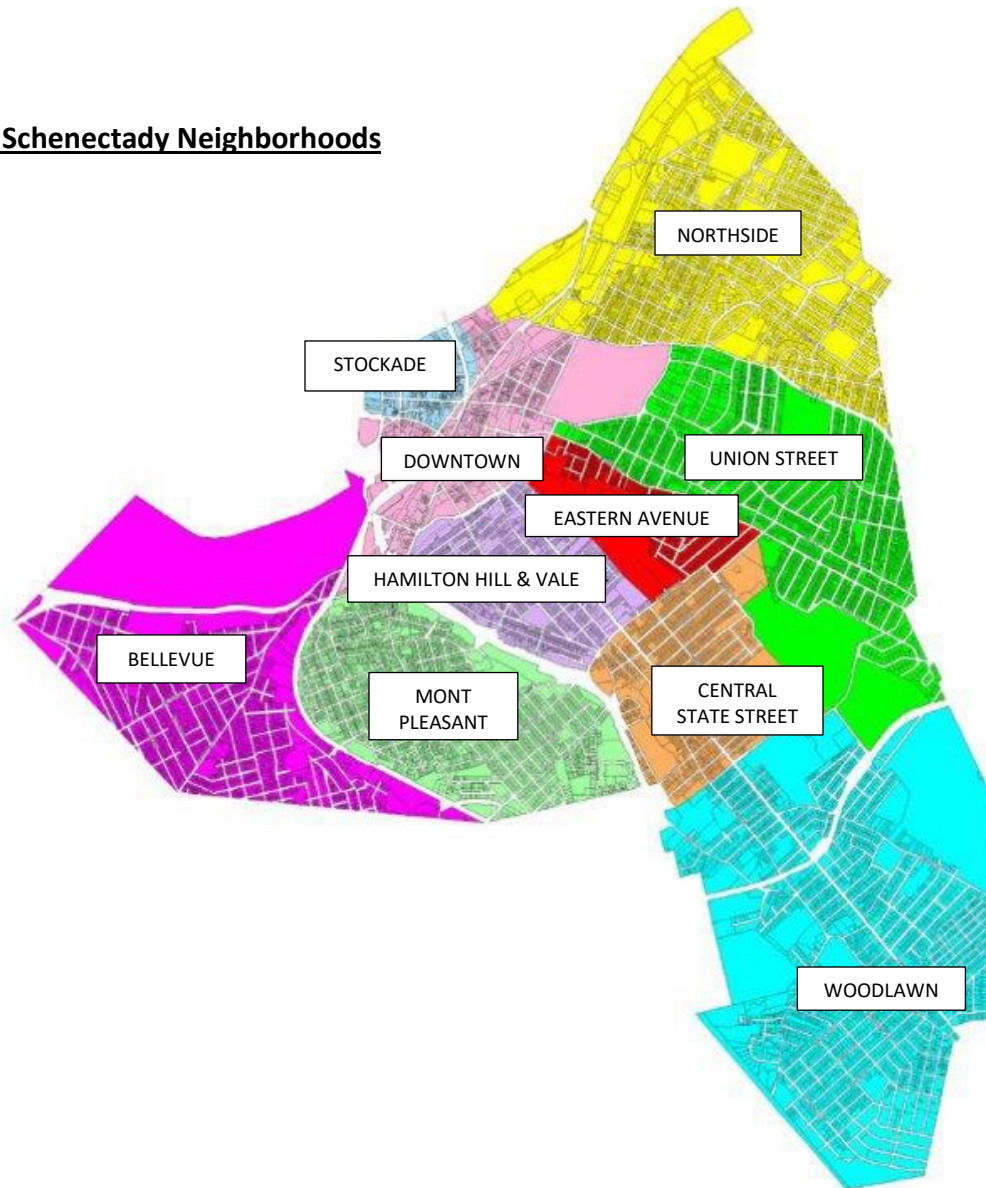 Schenectady Neighborhoods
NORTHSIDE
STOCKADE
DOWNTOWN
UNION STREET
EASTERN AVENUE
HAMILTON HILL & VALE
BELLEVUE
MONT
PLEASANT
CENTRAL
STATE STREET
WOODLAWN